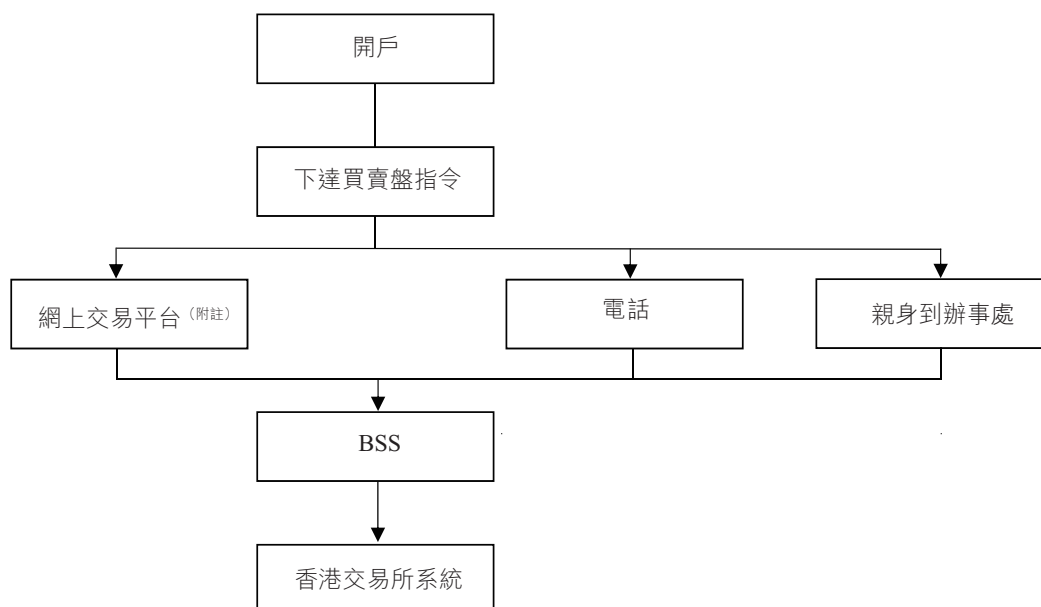 開戶
下達買賣盤指令
網上交易平台（附註）
電話
親身到辦事處
BSS
香港交易所系統